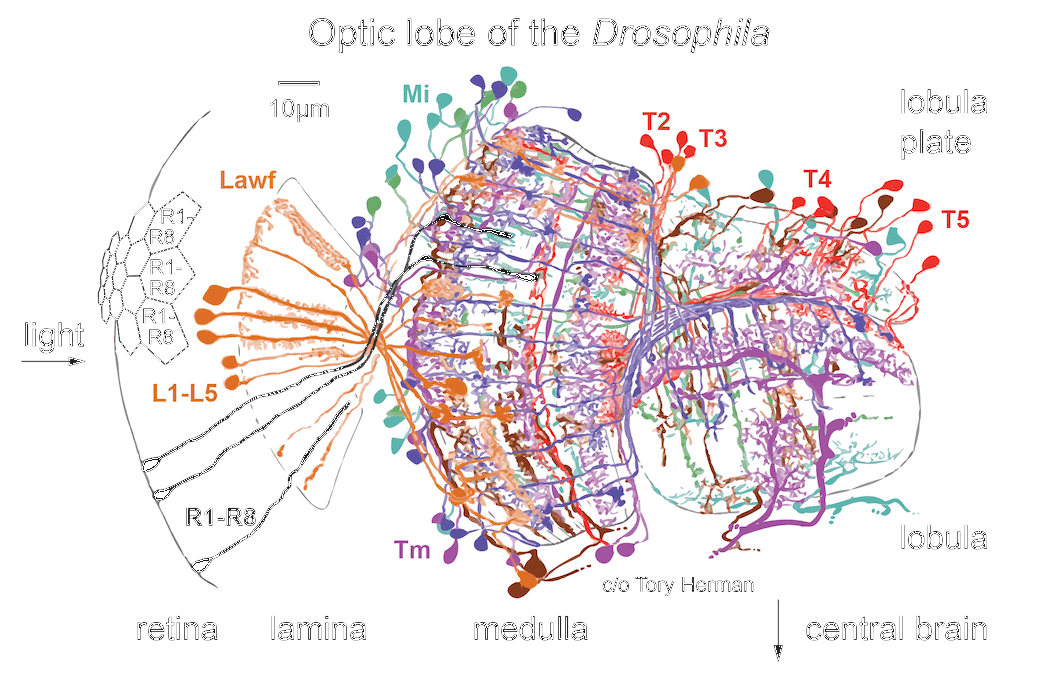 Optic lobe of the Drosophila
10µm
Mi
lobula
plate
T2
T3
Lawf
T4
T5
R1-
R8
R1-
R8
R1-
R8
light
L1-L5
R1-R8
Tm
lobula
c/o Tory Herman
retina
lamina
medulla
central brain